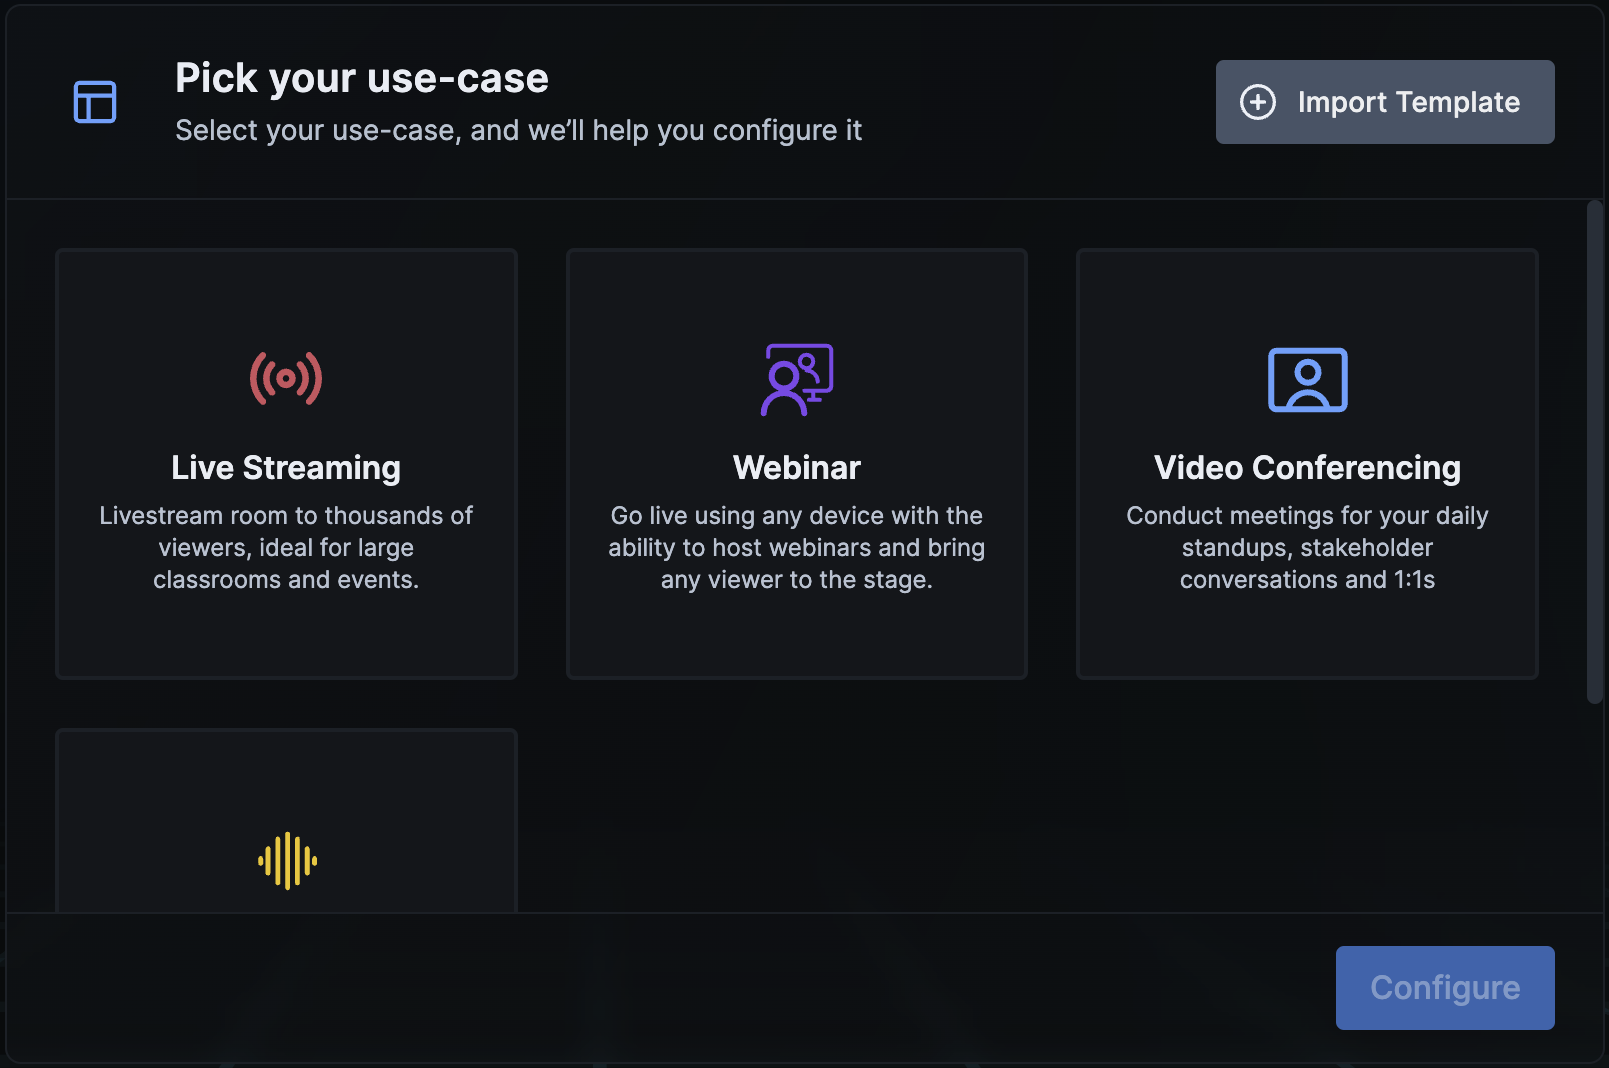 Pick your use-case
Select your use-case, and we’ll help you configure it
Import Template
Live Streaming
Livestream room to thousands of
viewers, ideal for large
classrooms and events.
Webinar
Go live using any device with the
ability to host webinars and bring
any viewer to the stage.
Video Conferencing
Conduct meetings for your daily
standups, stakeholder
conversations and 1:1s
Configure